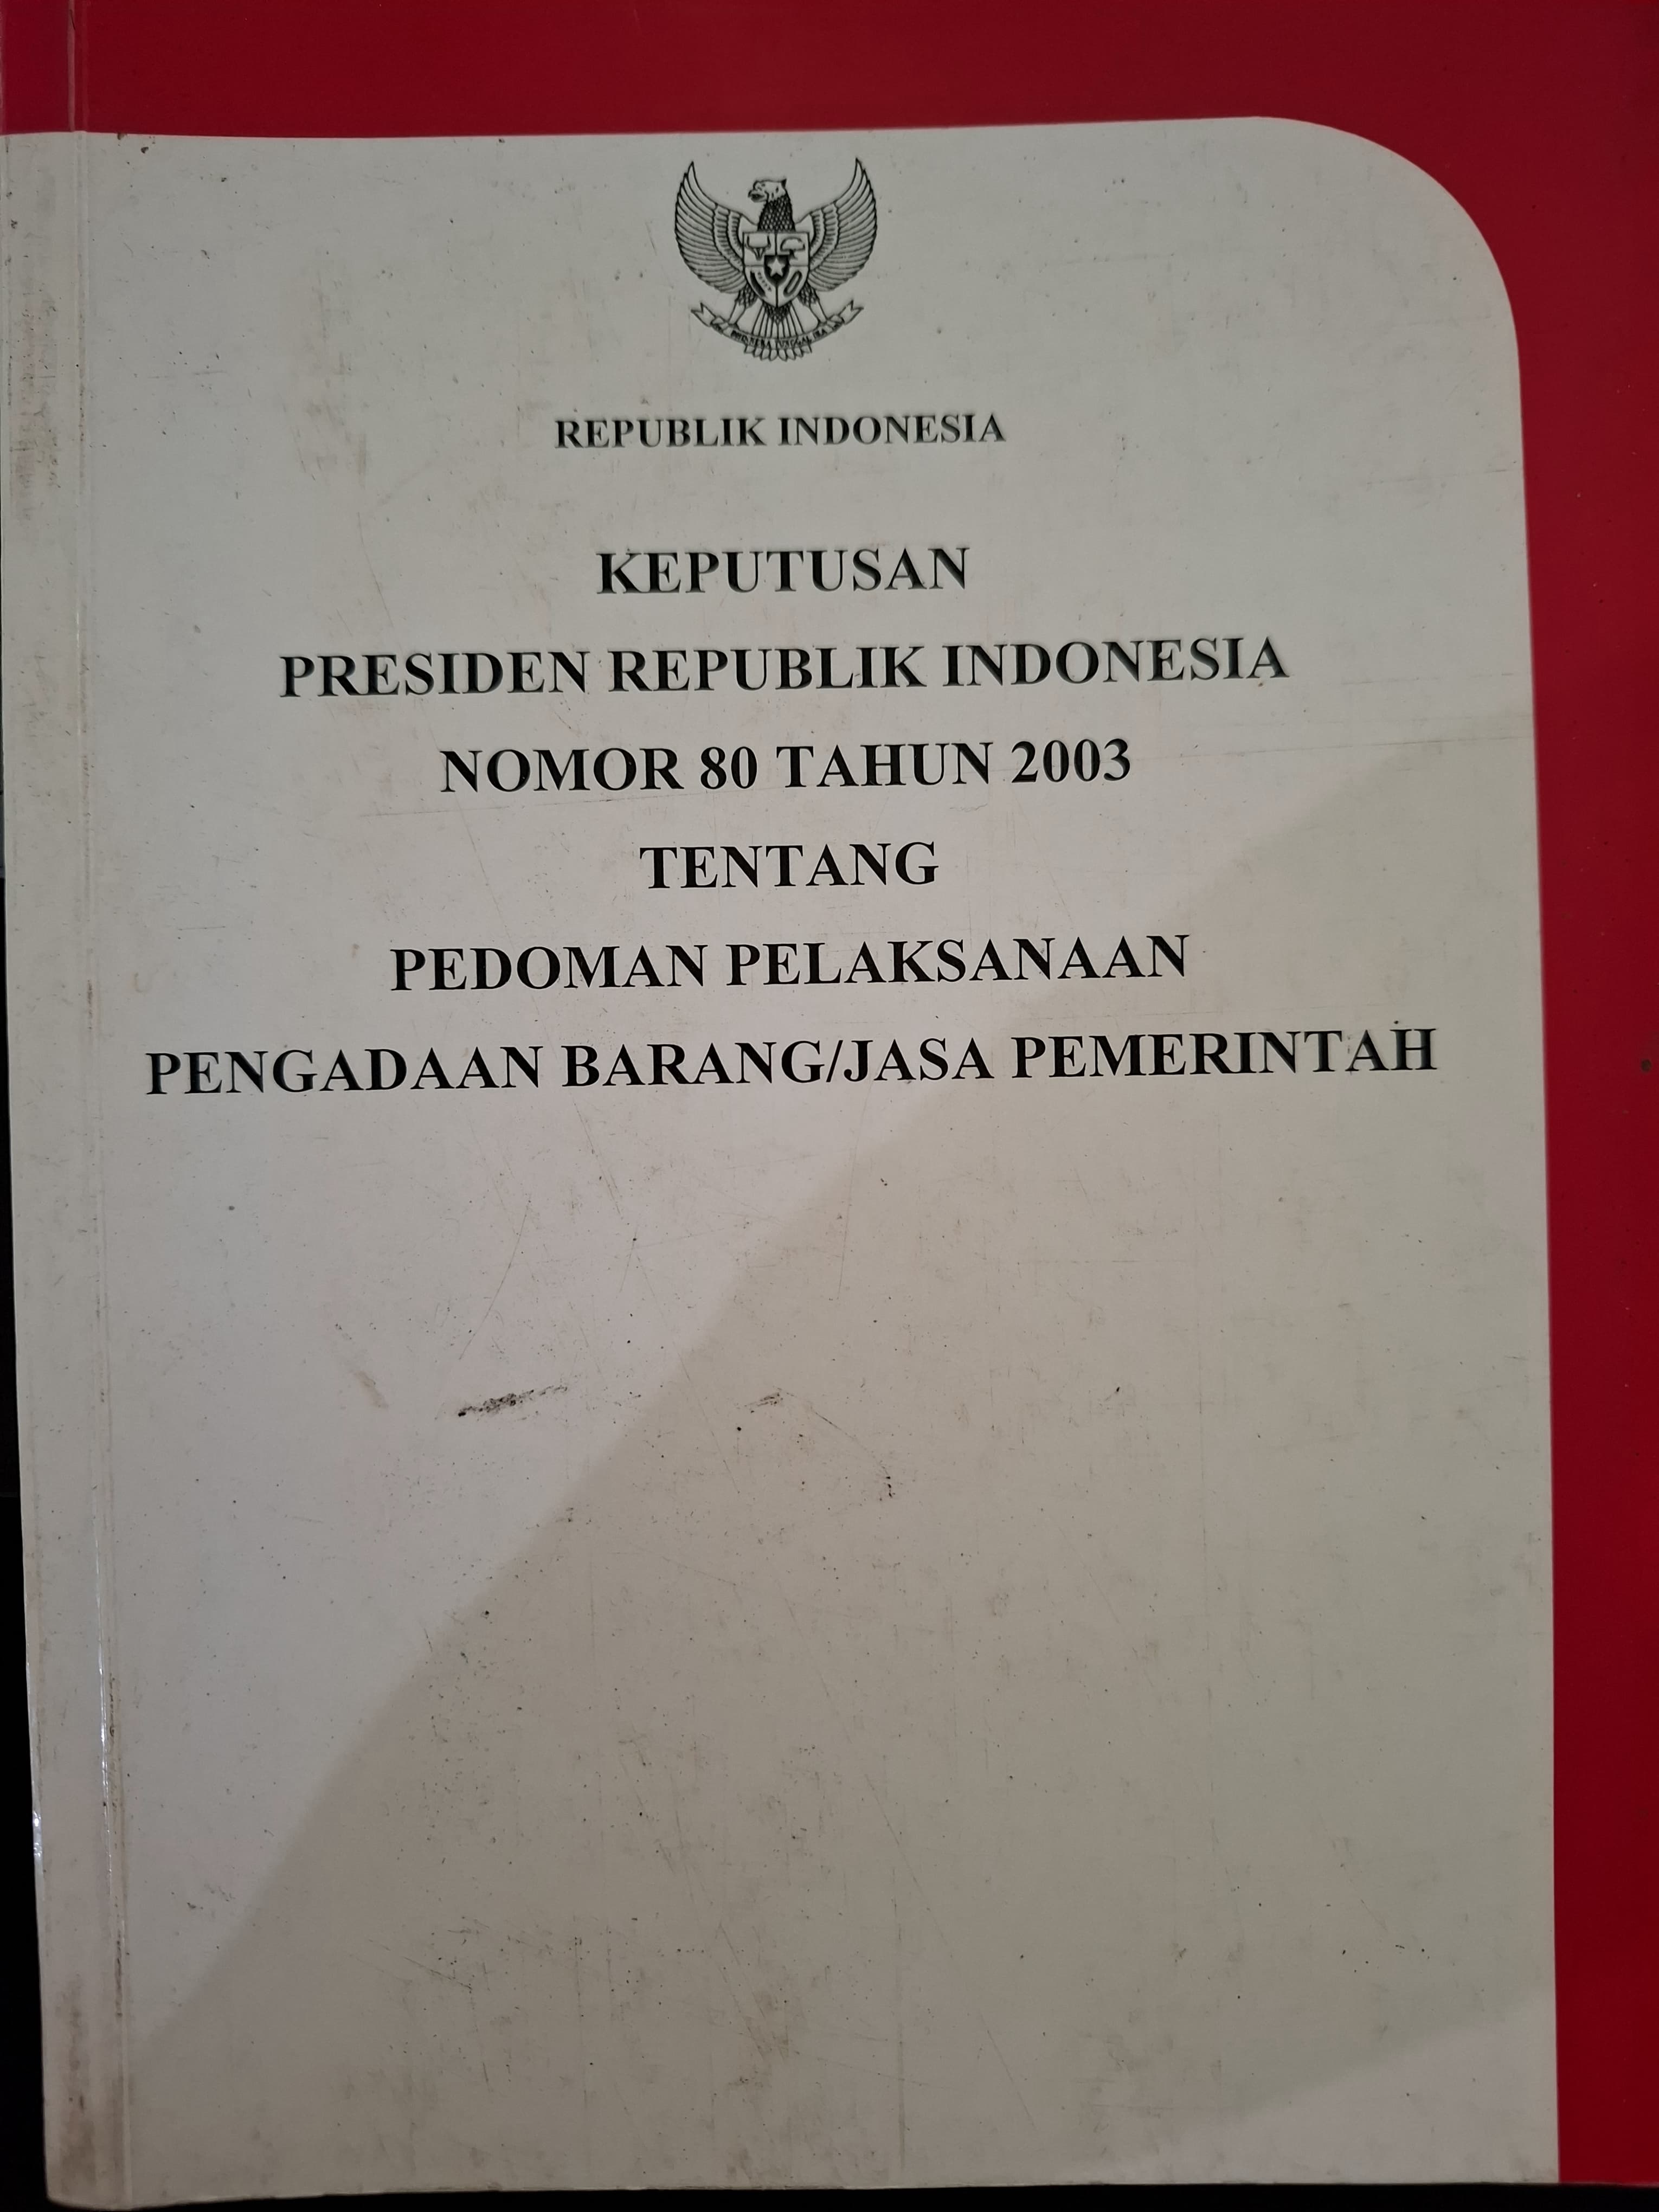 REPUBLIK INDONESIA
KEPUTUSAN
PRESIDEN REPUBLIK INDONESIA
NOMOR 80 TAHUN 2003
TENTANG
PEDOMAN PELAKSANAAN
PENGADAAN BARANG/JASA PEMERINTAH